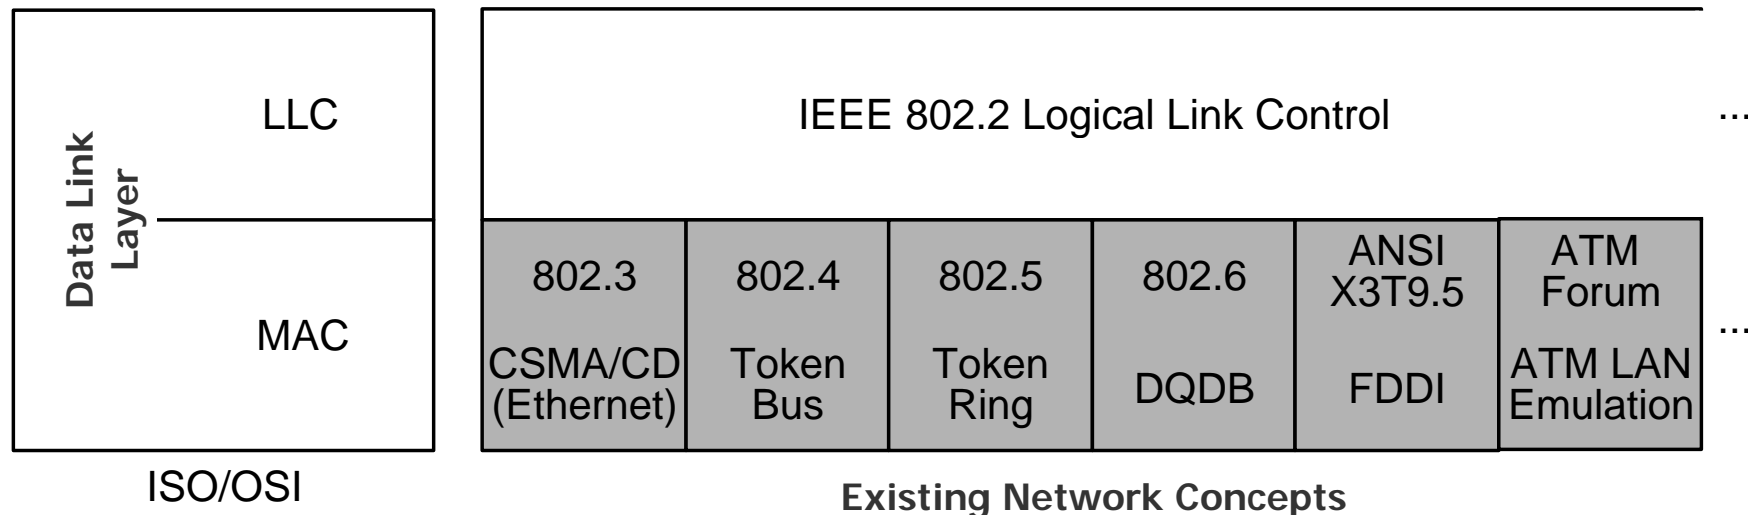 Data Link
Layer
LLC
MAC
ISO/OSI
IEEE 802.2 Logical Link Control
...
802.3
CSMA/CD
(Ethernet)
802.4
Token
Bus
802.5
Token
Ring
802.6
DQDB
ANSI
X3T9.5
FDDI
ATM
Forum
ATM LAN
Emulation
...
Existing Network Concepts